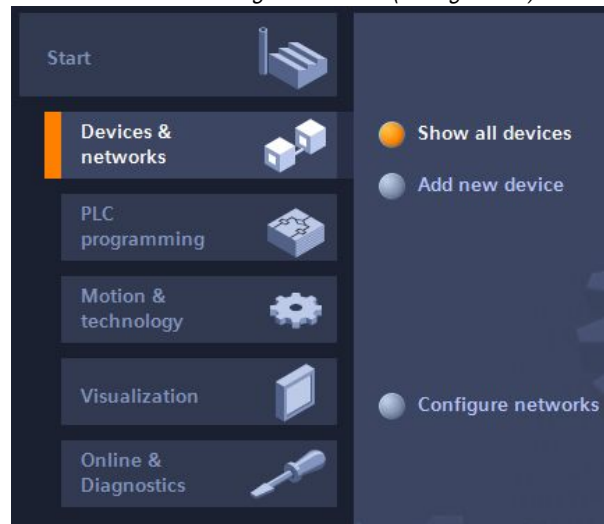 Start
Devices &
networks
PLC
programming
Motion &
technology
Visualization
Online &
Diagnostics
Show all devices
Add new device
Configure networks